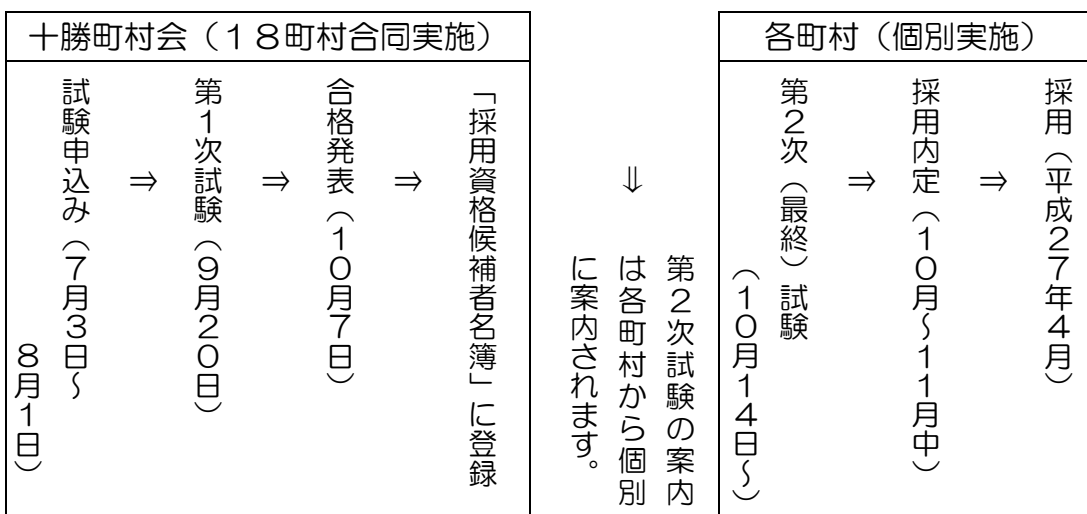 十勝町村会（１８町村合同実施）
試験申込み（７月３日～
８月１日）
⇒
第１次試験（９月２０日）
⇒
合格発表（１０月７日）
⇒
「採用資格候補者名簿」に登録
⇓
第２次試験の案内
は各町村から個別
に案内されます。
各町村（個別実施）
第２次（最終）試験
（１０月１４日～）
⇒
採用内定（１０月～１１月中）
⇒
採用（平成２７年４月）